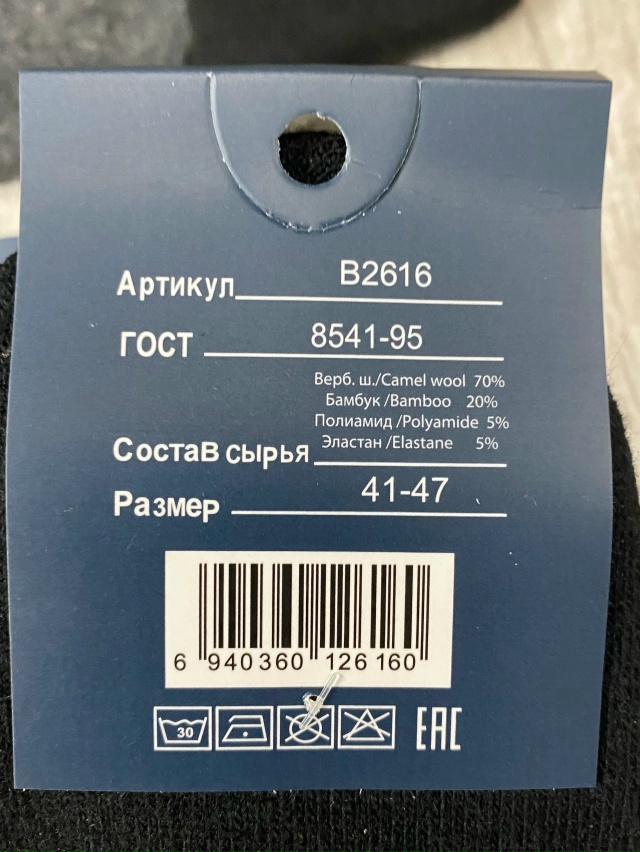 Артикул B2616
ГОСТ 8541-95
Верб. ш./Camel wool 70%
Бамбук /Bamboo 20%
Полиамид /Polyamide 5%
Эластан /Elastane 5%
Состав сырья
Размер 41-47
6 940360 126160
30 EAC